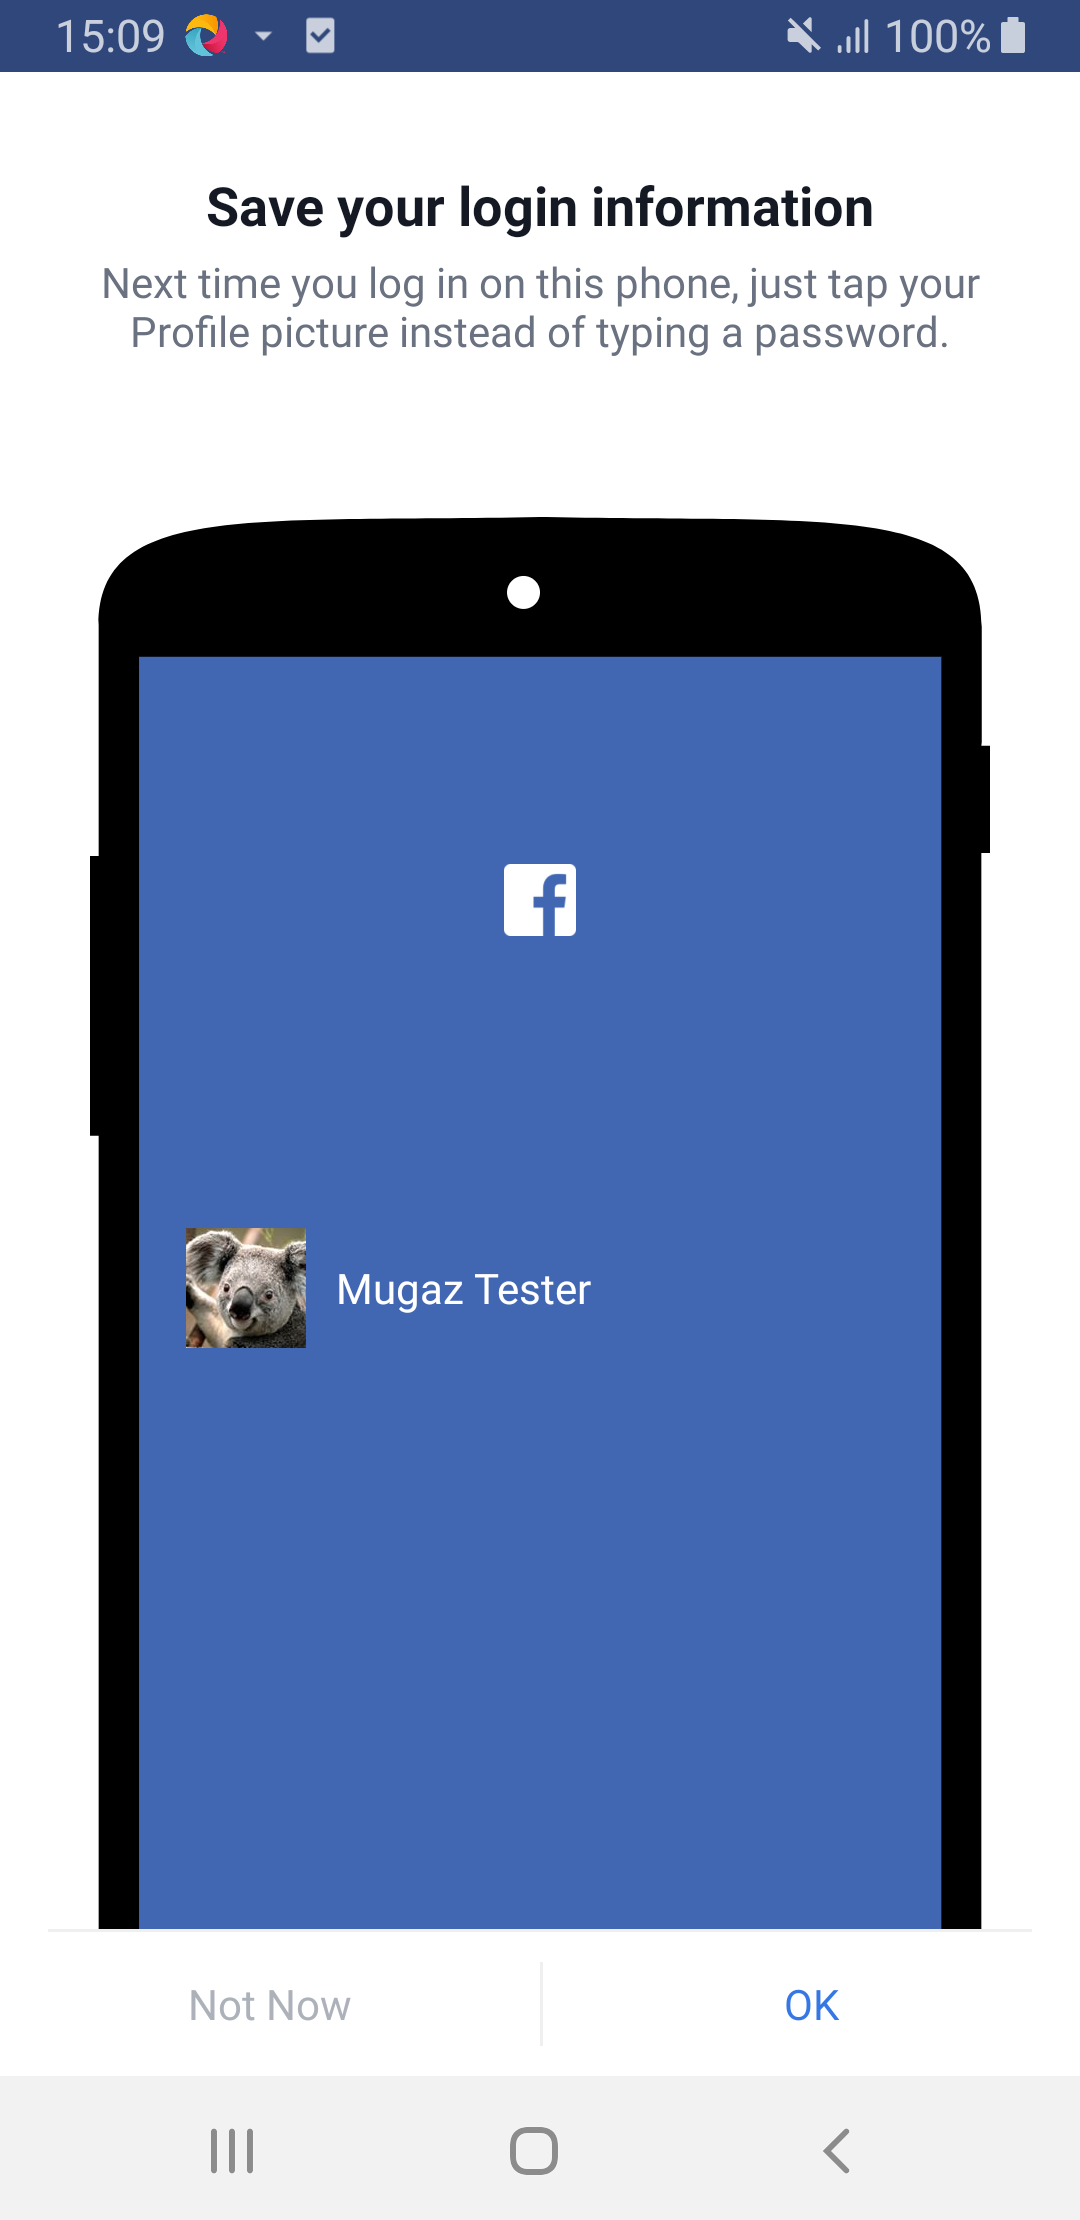 15:09 100%
Save your login information
Next time you log in on this phone, just tap your
Profile picture instead of typing a password.
f
Mugaz Tester
Not Now OK